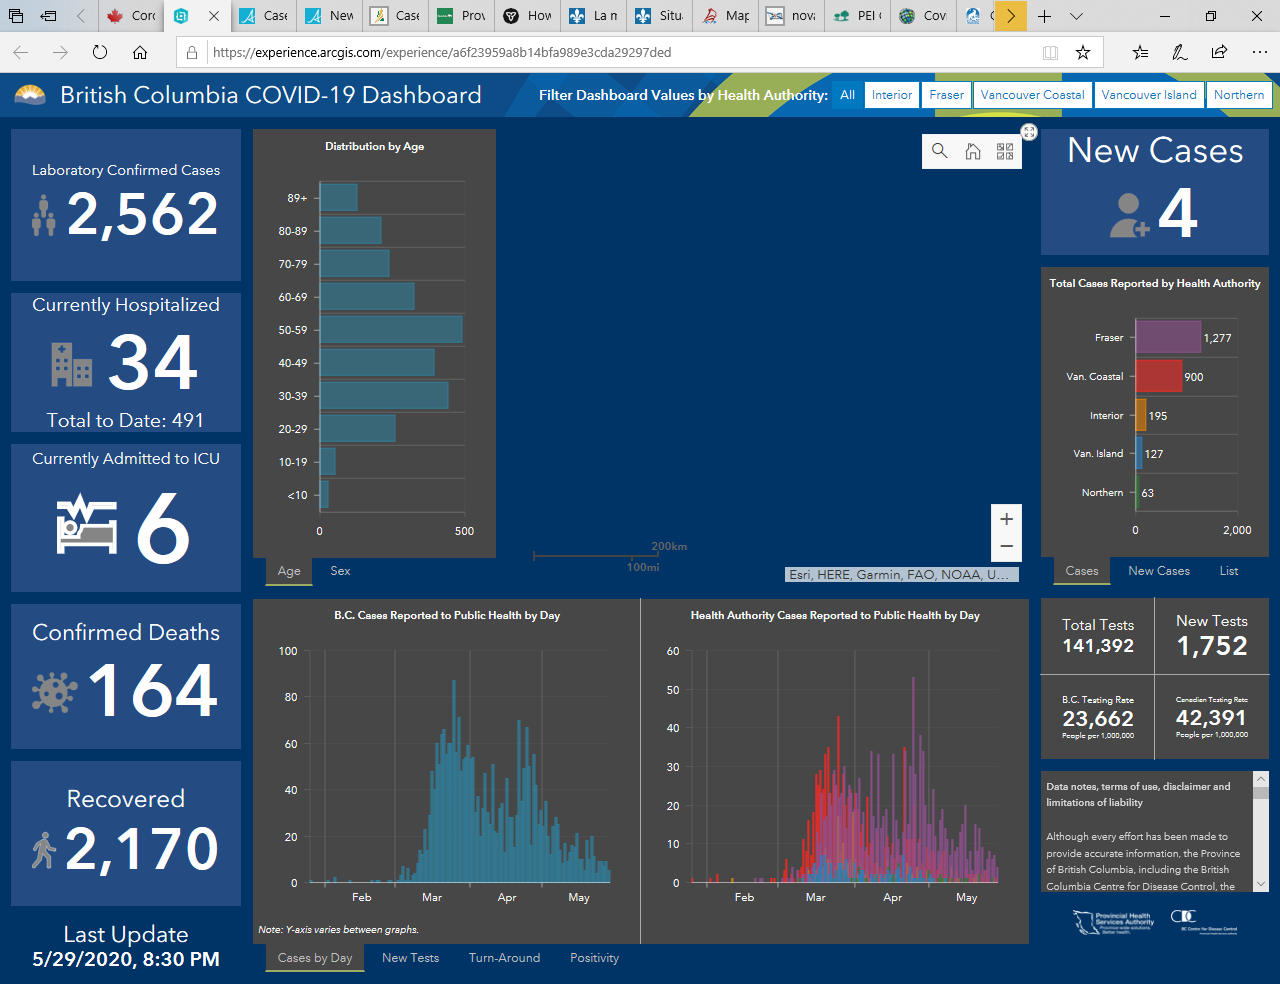 Corc
Case
New
Case
Prov
How
La m
Situa
Map
nova
PEI C
Covi
https://experience.arcgis.com/experience/a6f23959a8b14bfa989e3cda29297ded
British Columbia COVID-19 Dashboard
Filter Dashboard Values by Health Authority: All Interior Fraser Vancouver Coastal Vancouver Island Northern
Laboratory Confirmed Cases
2,562
Currently Hospitalized
34
Total to Date: 491
Currently Admitted to ICU
6
Confirmed Deaths
164
Recovered
2,170
Last Update
5/29/2020, 8:30 PM
Distribution by Age
89+
80-89
70-79
60-69
50-59
40-49
30-39
20-29
10-19
<10
0 500
Age Sex
200km
100mi
+
−
Esri, HERE, Garmin, FAO, NOAA, U...
New Cases
4
Total Cases Reported by Health Authority
Fraser 1,277
Van. Coastal 900
Interior 195
Van. Island 127
Northern 63
0 2,000
Cases New Cases List
B.C. Cases Reported to Public Health by Day
100
80
60
40
20
0
Feb Mar Apr May
Note: Y-axis varies between graphs.
Health Authority Cases Reported to Public Health by Day
60
50
40
30
20
10
0
Feb Mar Apr May
Cases by Day New Tests Turn-Around Positivity
Total Tests
141,392
New Tests
1,752
B.C. Testing Rate
23,662
People per 1,000,000
Canadian Testing Rate
42,391
People per 1,000,000
Data notes, terms of use, disclaimer and
limitations of liability
Although every effort has been made to
provide accurate information, the Province
of British Columbia, including the British
Columbia Centre for Disease Control, the
Provincial Health
Services Authority
Province-wide solutions.
Better health.
BC Centre for Disease Control